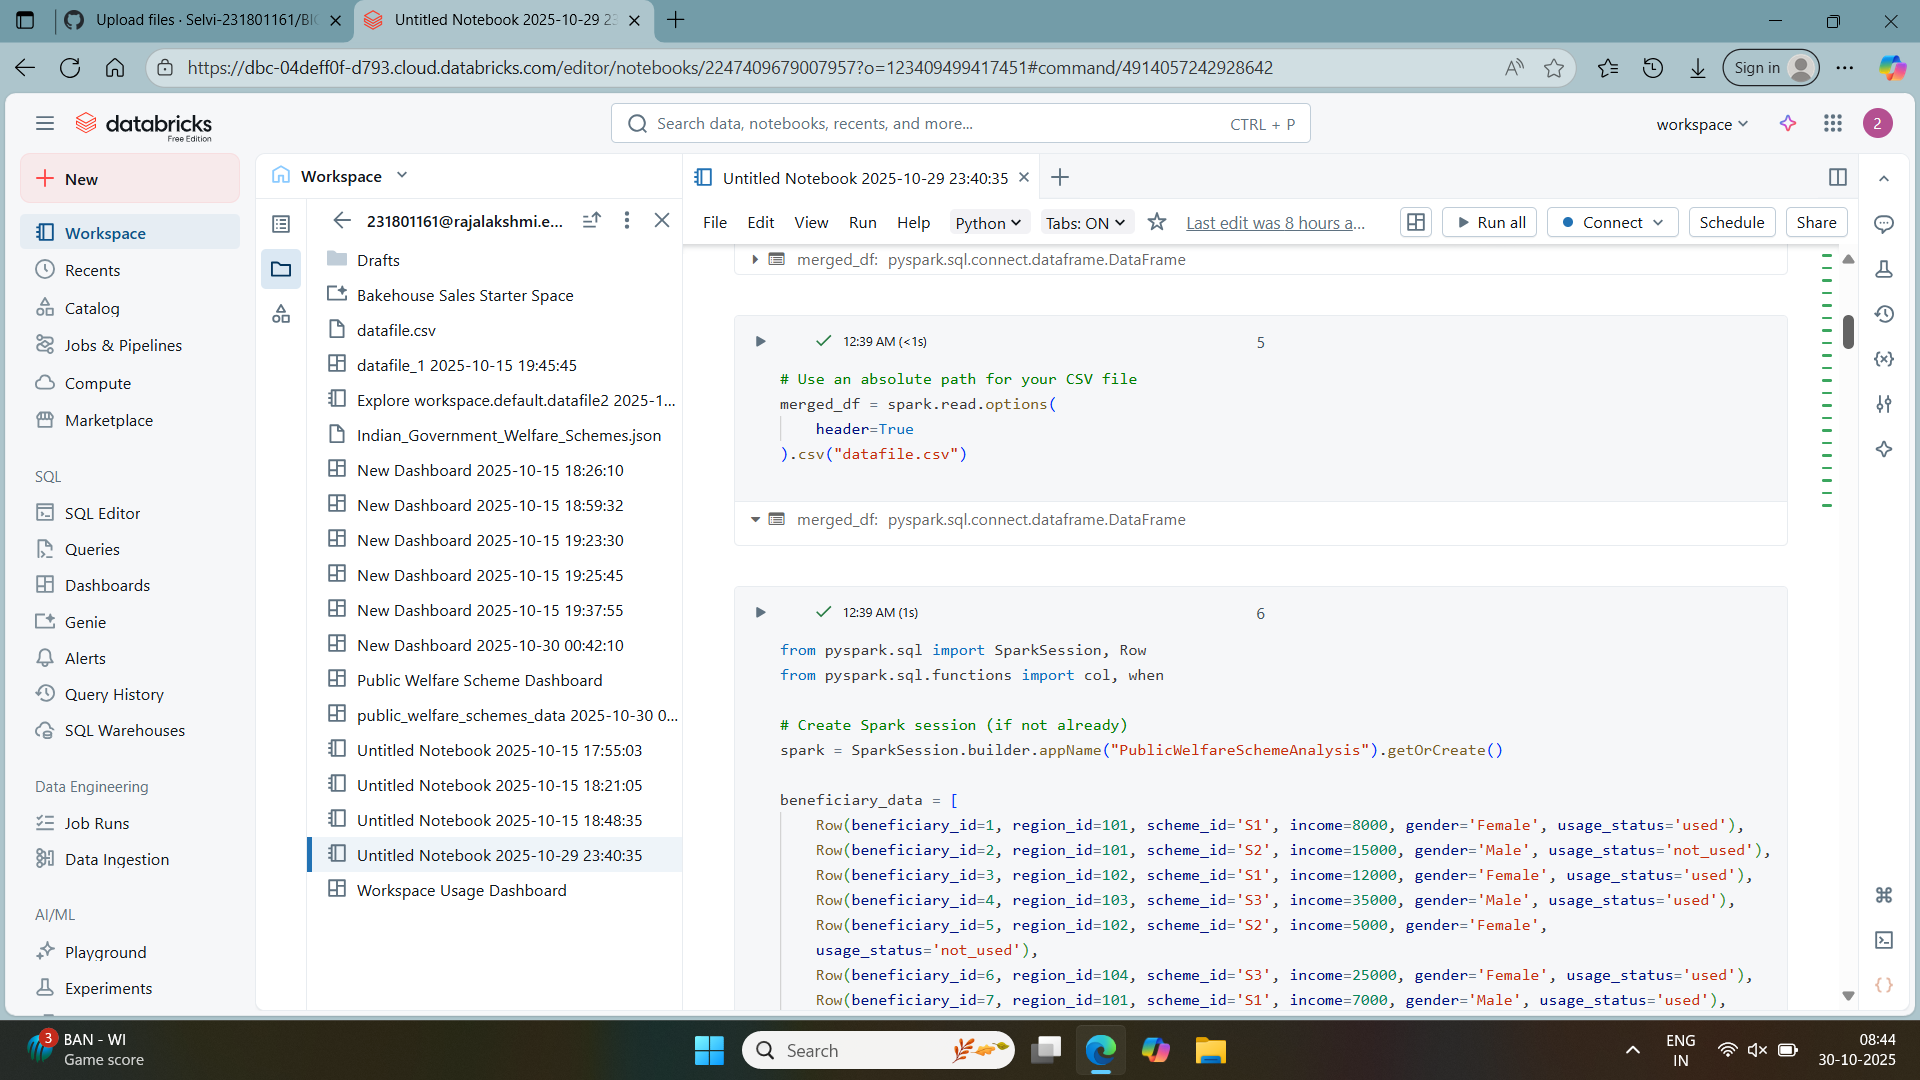 Upload files · Selvi-231801161/BI
Untitled Notebook 2025-10-29 23
https://dbc-04deff0f-d793.cloud.databricks.com/editor/notebooks/2247409679007957?o=123409499417451#command/4914057242928642
Sign in
databricks
Free Edition
Search data, notebooks, recents, and more...
CTRL + P
workspace
2
New
Workspace
Recents
Catalog
Jobs & Pipelines
Compute
Marketplace
SQL
SQL Editor
Queries
Dashboards
Genie
Alerts
Query History
SQL Warehouses
Data Engineering
Job Runs
Data Ingestion
AI/ML
Playground
Experiments
Workspace
231801161@rajalakshmi.e...
Drafts
Bakehouse Sales Starter Space
datafile.csv
datafile_1 2025-10-15 19:45:45
Explore workspace.default.datafile2 2025-1...
Indian_Government_Welfare_Schemes.json
New Dashboard 2025-10-15 18:26:10
New Dashboard 2025-10-15 18:59:32
New Dashboard 2025-10-15 19:23:30
New Dashboard 2025-10-15 19:25:45
New Dashboard 2025-10-15 19:37:55
New Dashboard 2025-10-30 00:42:10
Public Welfare Scheme Dashboard
public_welfare_schemes_data 2025-10-30 0...
Untitled Notebook 2025-10-15 17:55:03
Untitled Notebook 2025-10-15 18:21:05
Untitled Notebook 2025-10-15 18:48:35
Untitled Notebook 2025-10-29 23:40:35
Workspace Usage Dashboard
Untitled Notebook 2025-10-29 23:40:35
File Edit View Run Help Python Tabs: ON Last edit was 8 hours a... Run all Connect Schedule Share
merged_df: pyspark.sql.connect.dataframe.DataFrame
12:39 AM (<1s)
5
# Use an absolute path for your CSV file
merged_df = spark.read.options(
header=True
).csv("datafile.csv")
merged_df: pyspark.sql.connect.dataframe.DataFrame
12:39 AM (1s)
6
from pyspark.sql import SparkSession, Row
from pyspark.sql.functions import col, when
# Create Spark session (if not already)
spark = SparkSession.builder.appName("PublicWelfareSchemeAnalysis").getOrCreate()
beneficiary_data = [
Row(beneficiary_id=1, region_id=101, scheme_id='S1', income=8000, gender='Female', usage_status='used'),
Row(beneficiary_id=2, region_id=101, scheme_id='S2', income=15000, gender='Male', usage_status='not_used'),
Row(beneficiary_id=3, region_id=102, scheme_id='S1', income=12000, gender='Female', usage_status='used'),
Row(beneficiary_id=4, region_id=103, scheme_id='S3', income=35000, gender='Male', usage_status='used'),
Row(beneficiary_id=5, region_id=102, scheme_id='S2', income=5000, gender='Female',
usage_status='not_used'),
Row(beneficiary_id=6, region_id=104, scheme_id='S3', income=25000, gender='Female', usage_status='used'),
Row(beneficiary_id=7, region_id=101, scheme_id='S1', income=7000, gender='Male', usage_status='used'),
3
BAN - WI
Game score
Search
ENG
IN
08:44
30-10-2025